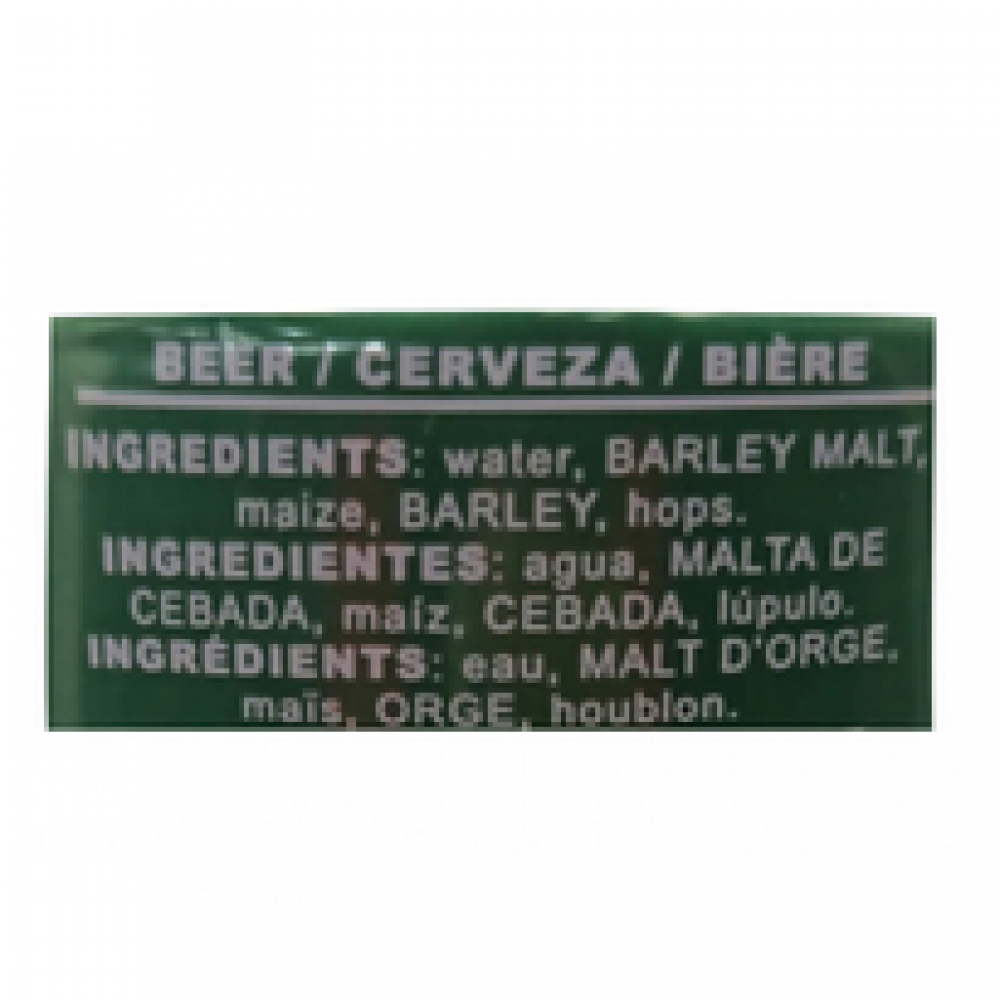 BEER / CERVEZA / BIÈRE
INGREDIENTS: water, BARLEY MALT,
maize, BARLEY, hops.
INGREDIENTES: agua, MALTA DE
CEBADA, maíz, CEBADA, lúpulo.
INGRÉDIENTS: eau, MALT D'ORGE,
maïs, ORGE, houblon.